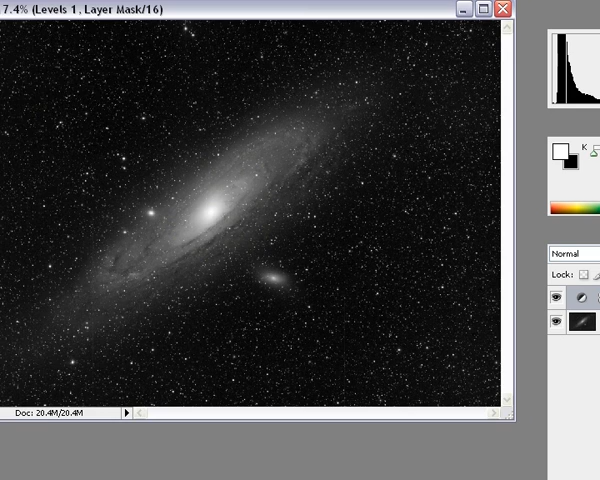 7.4% (Levels 1, Layer Mask/16)
K
Normal
Lock:
Doc: 20.4M/20.4M